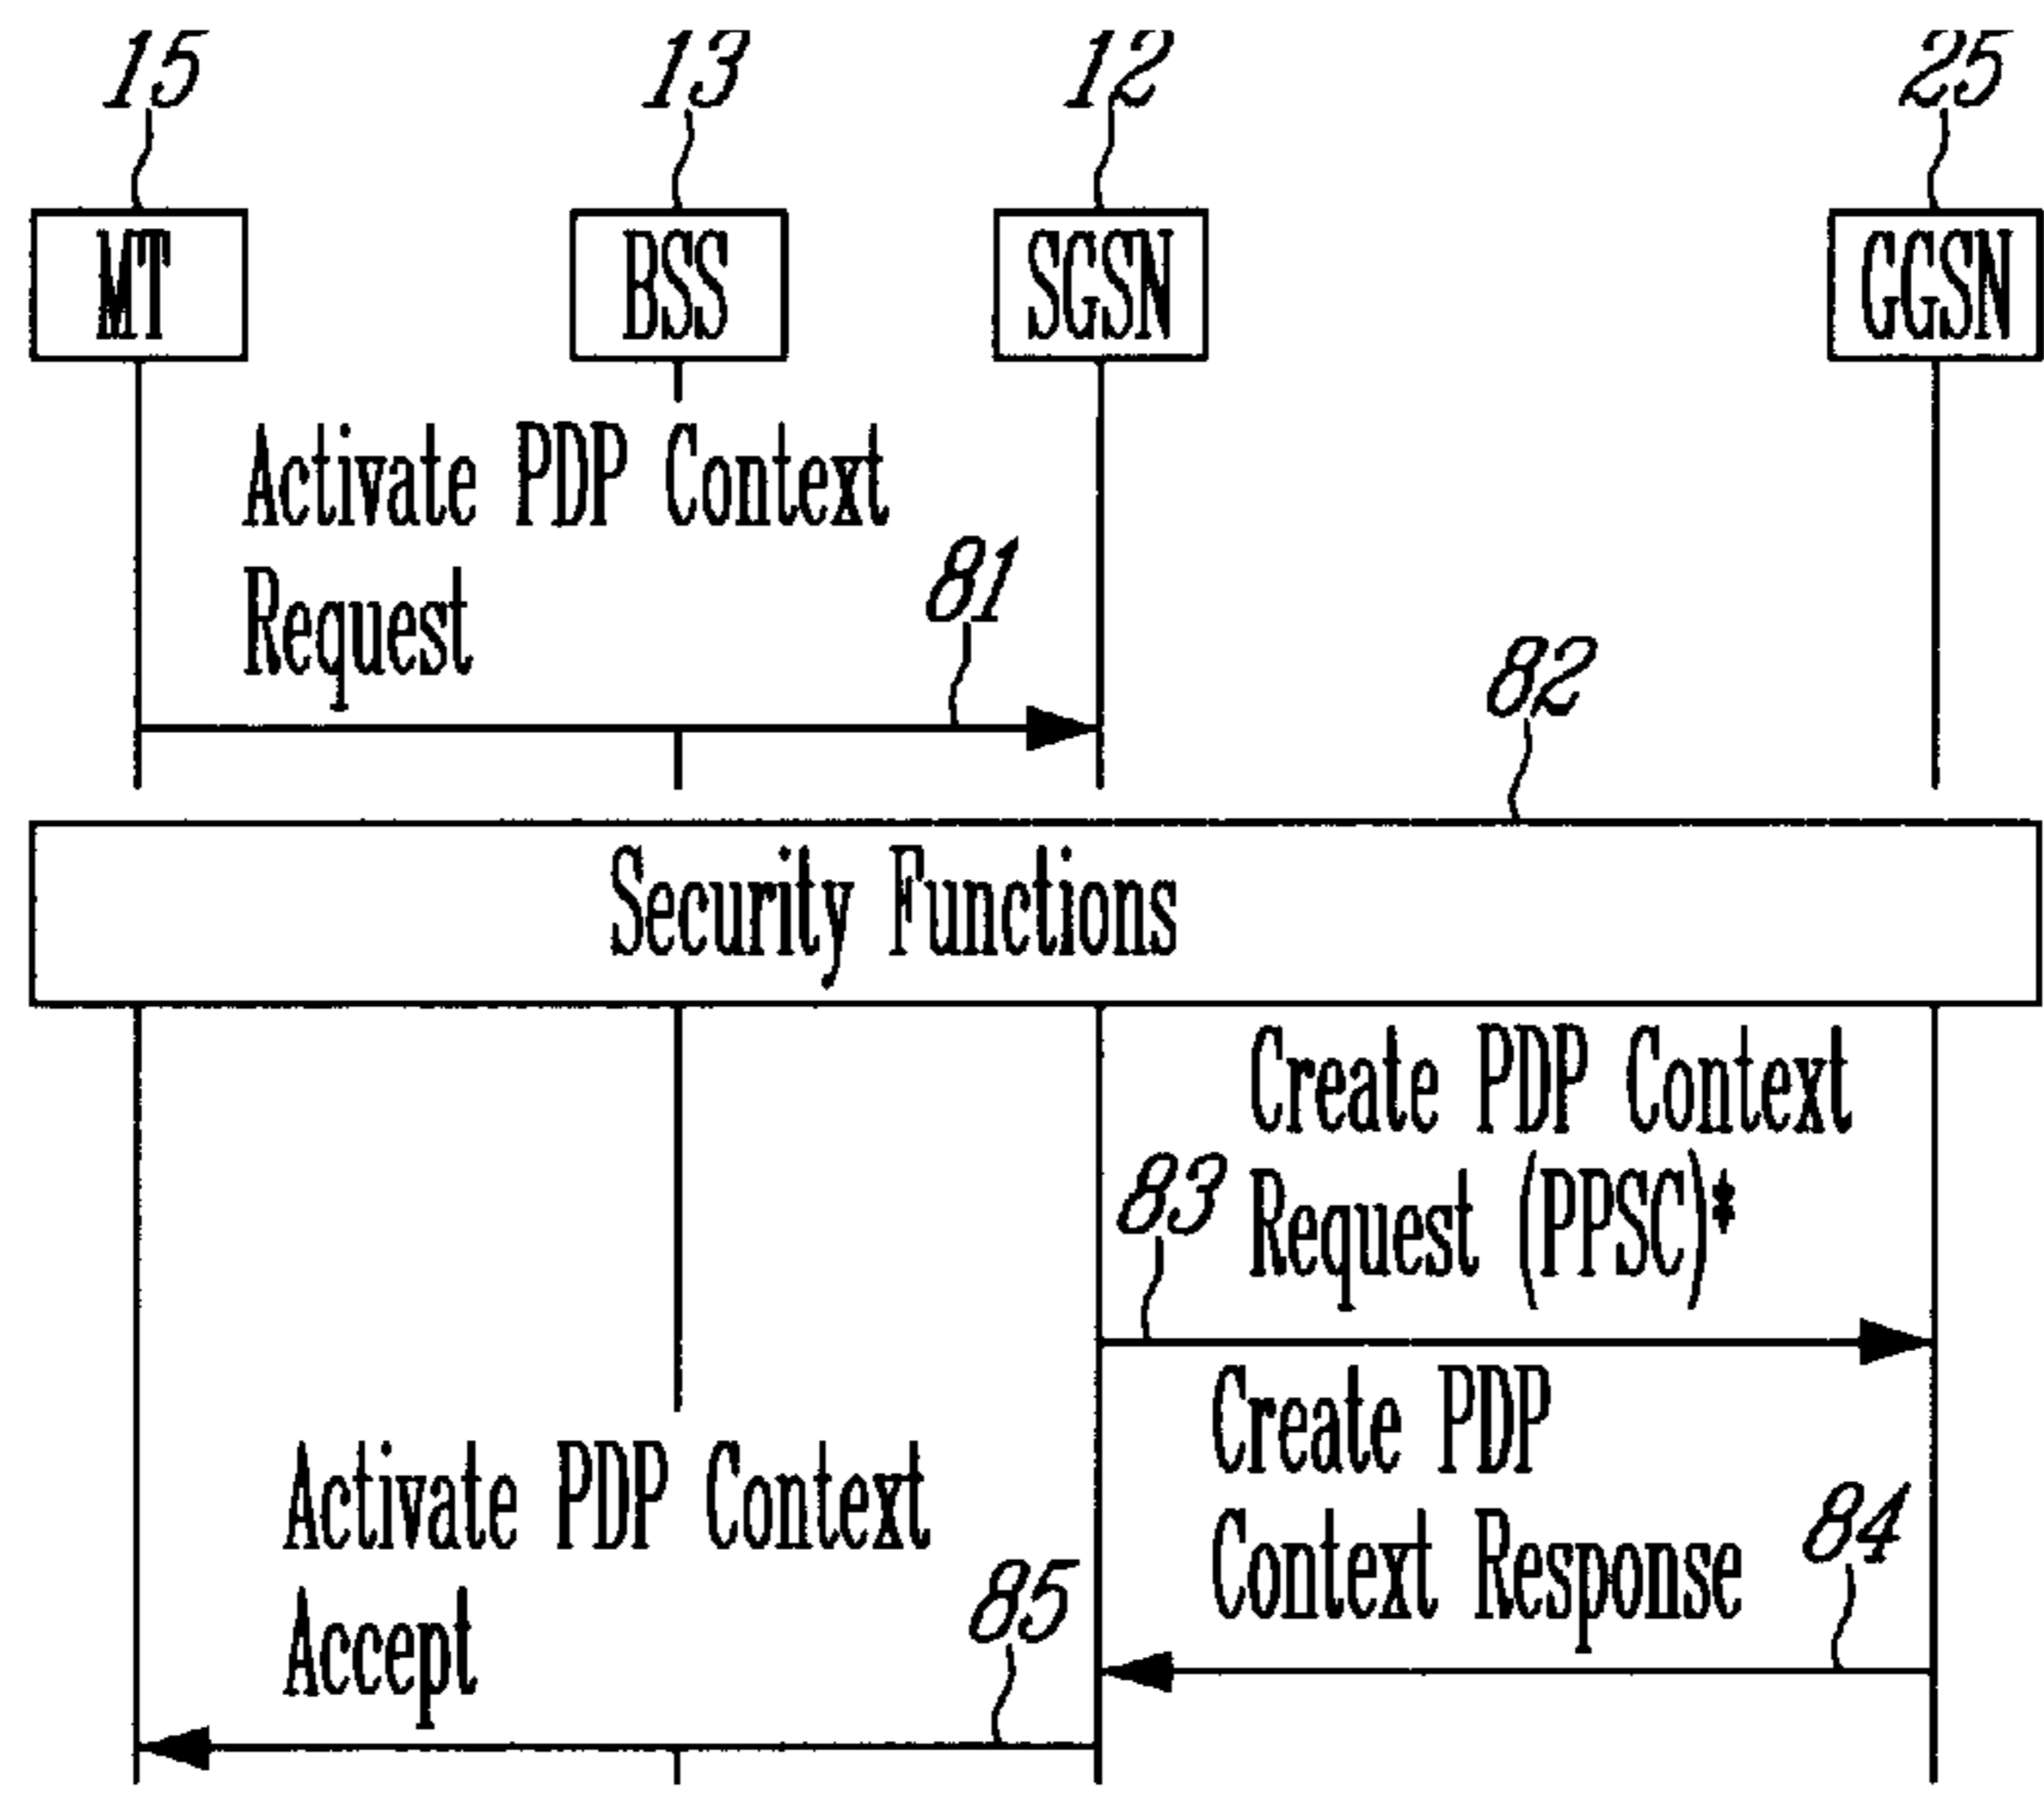 15
13
12
25
MT
BSS
SGSN
GGSN
Activate PDP Context
Request
81
82
Security Functions
Create PDP Context
Request (PPSC)*
83
Create PDP
Context Response
84
Activate PDP Context
Accept
85